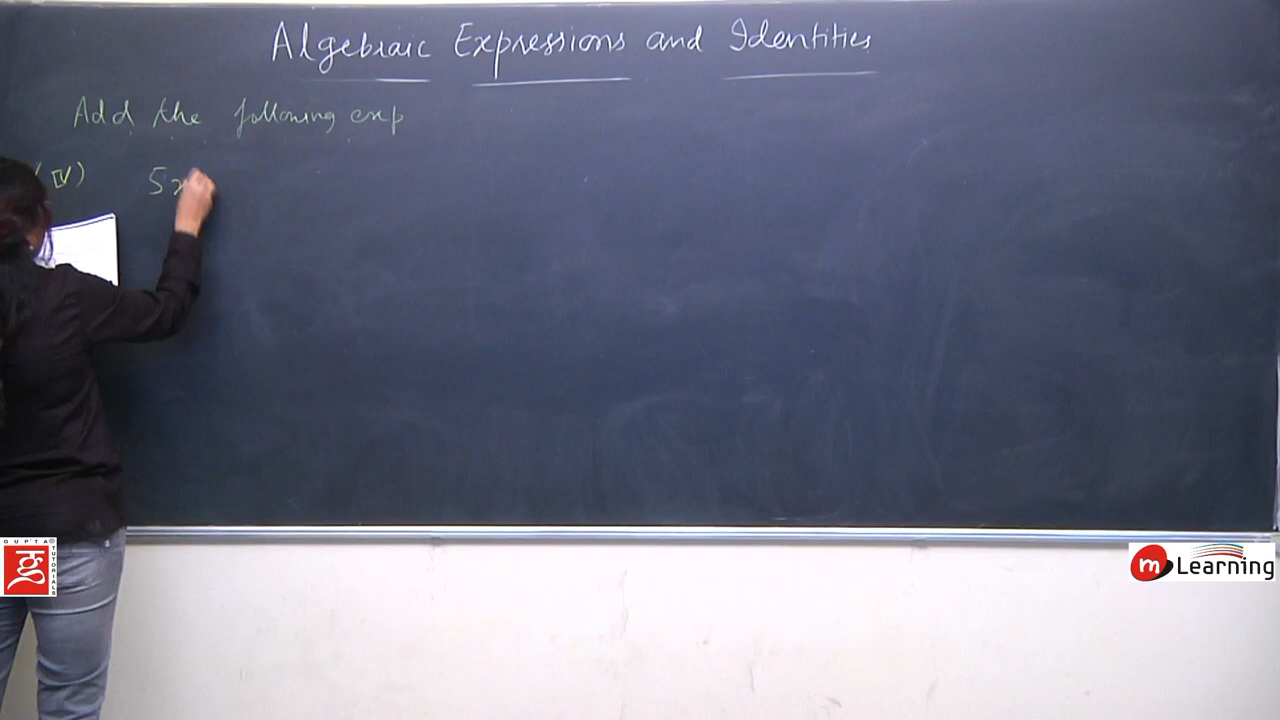 Algebraic Expressions and Identities
Add the following exp
(iv) 5x
GUPTA®
TUTORIALS
m Learning